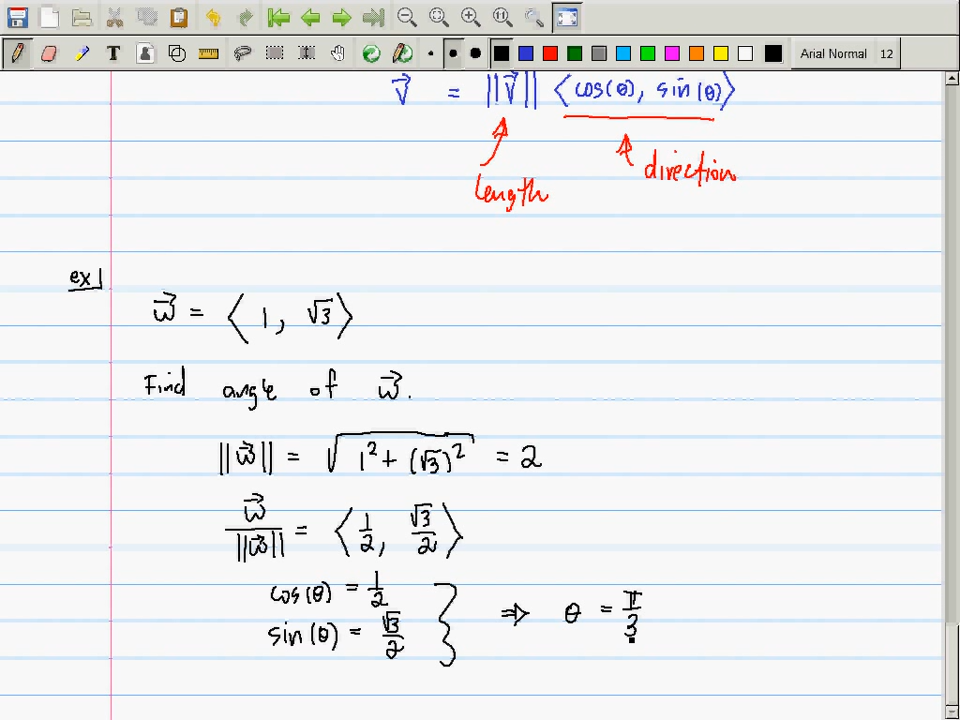 Arial Normal 12
v⃗ = ||v⃗|| ⟨cos(θ), sin(θ)⟩
length direction
ex1
w⃗ = ⟨1, √3⟩
Find angle of w⃗.
||w⃗|| = √(1² + (√3)²) = 2
w⃗/||w⃗|| = ⟨1/2, √3/2⟩
cos(θ) = 1/2
sin(θ) = √3/2 } ⇒ θ = π/3